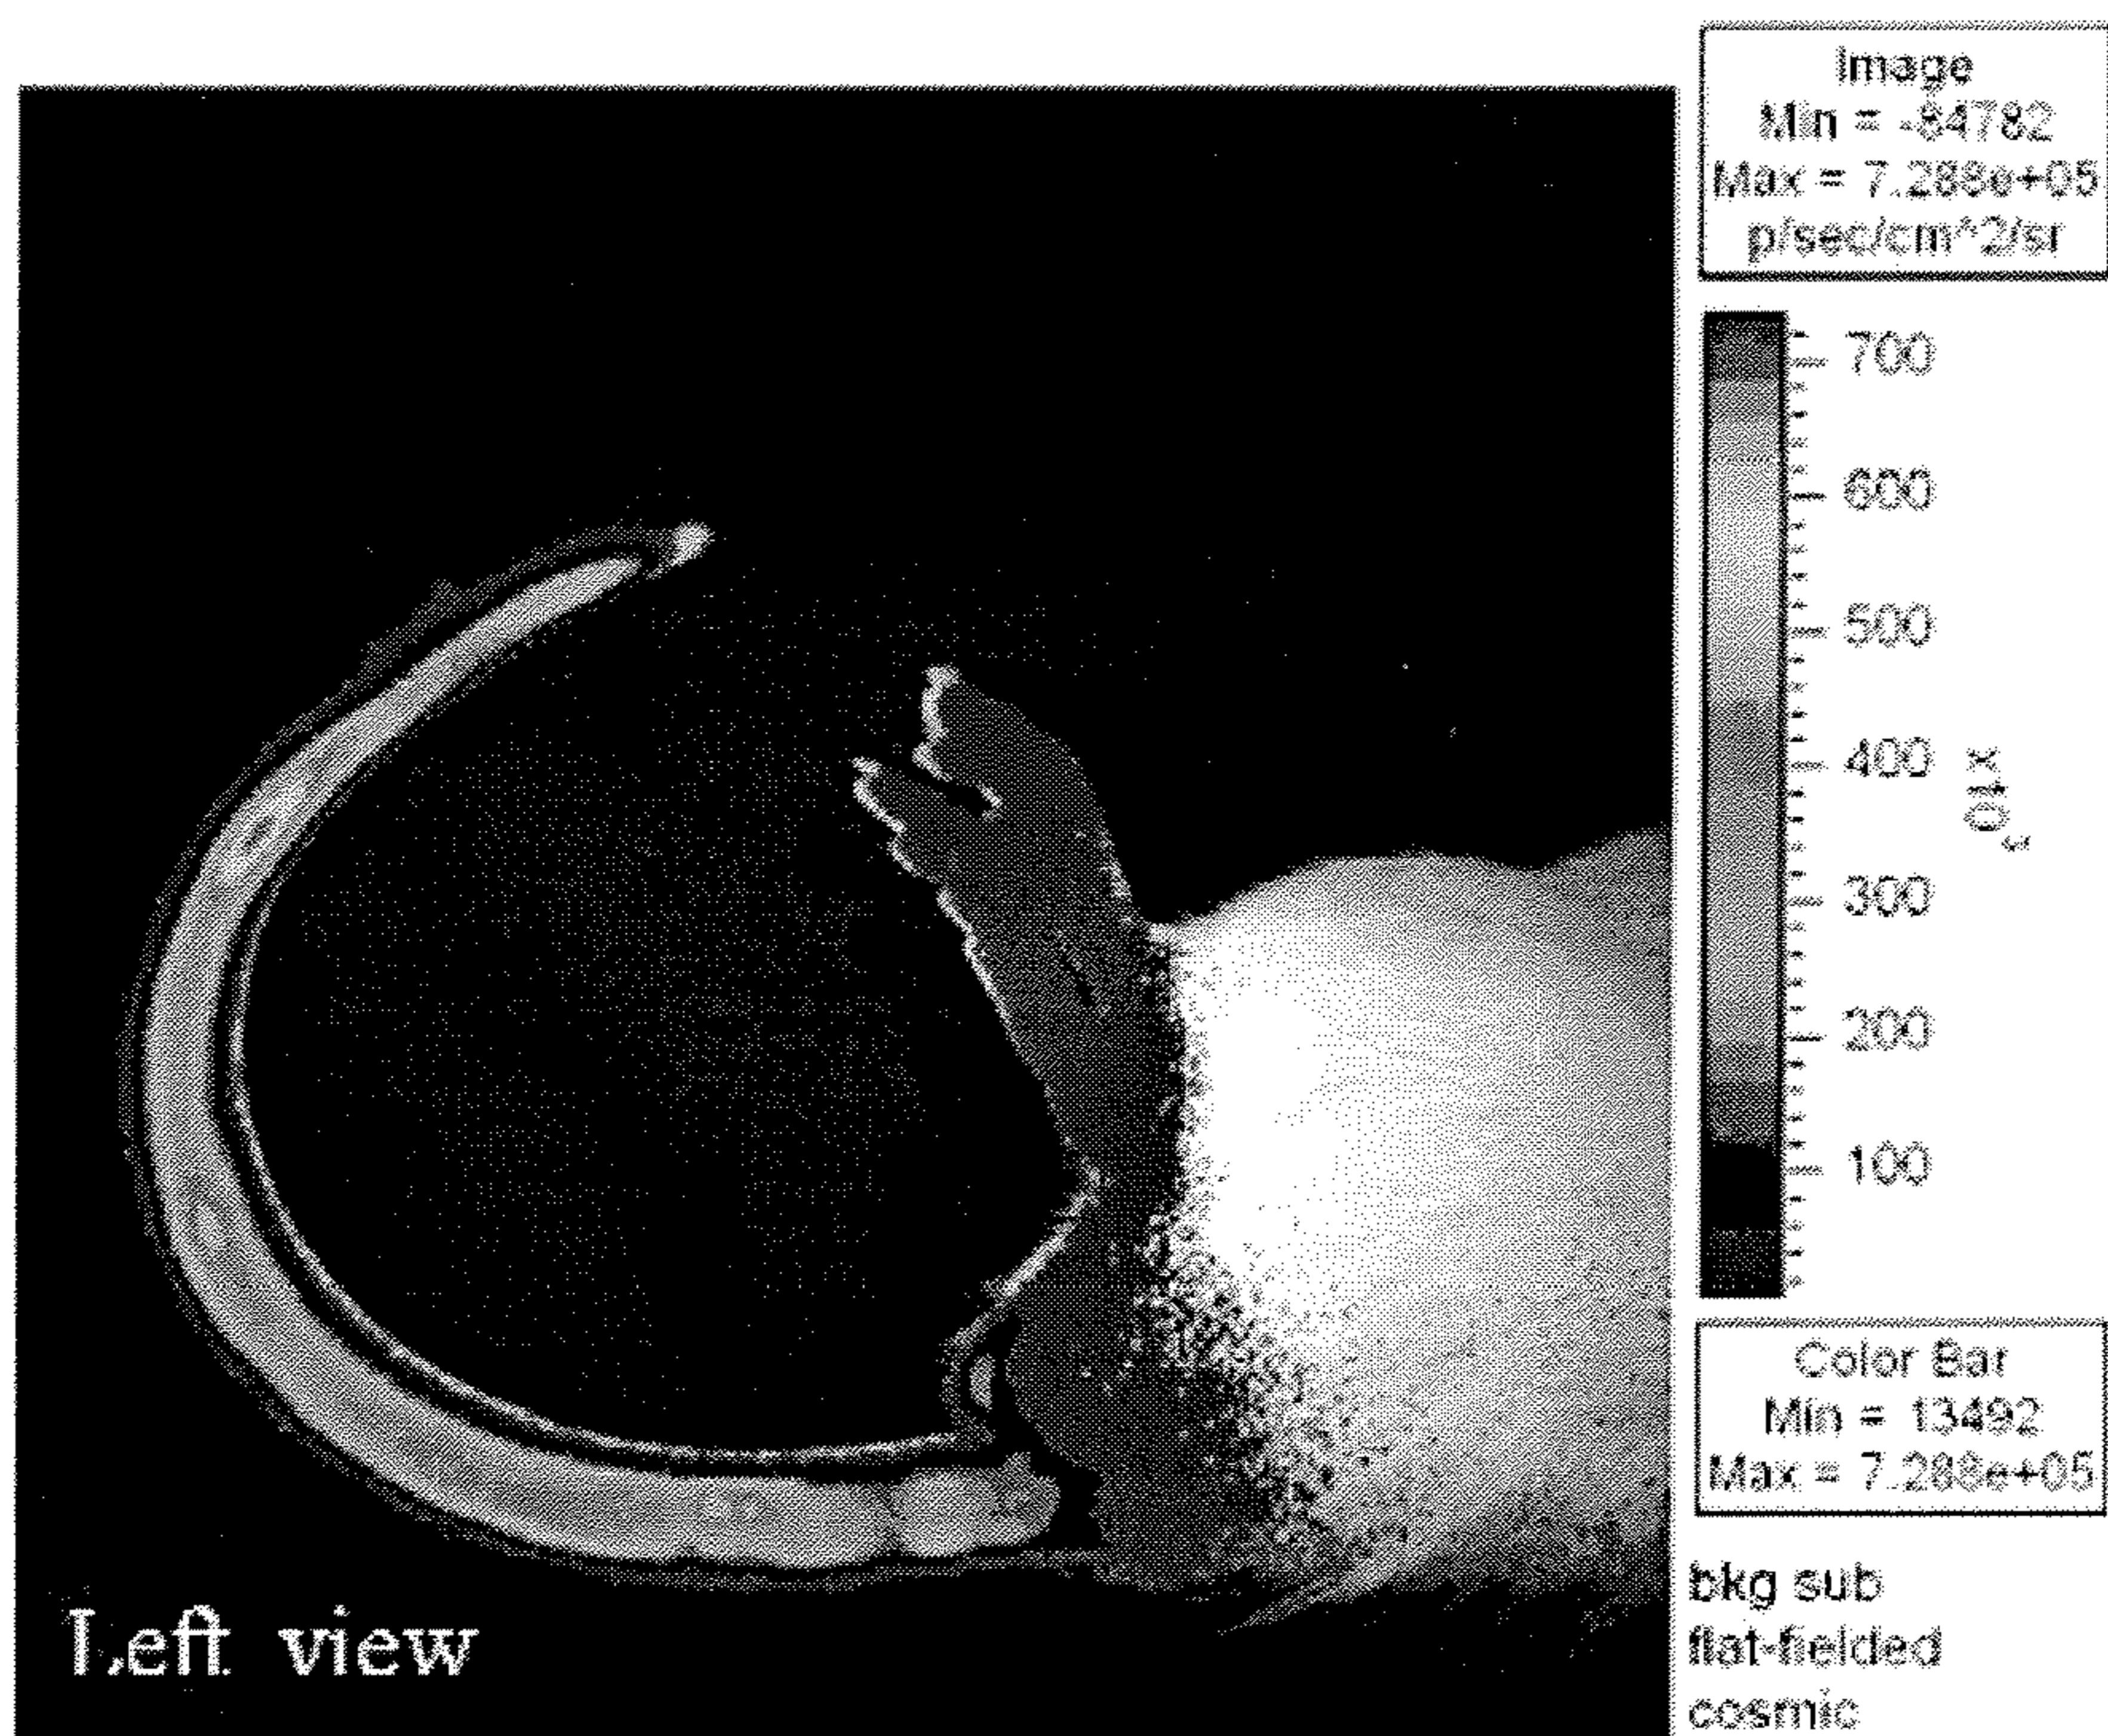 Image
Min = -84782
Max = 7.288e+05
p/sec/cm^2/sr
700
600
500
400
300
200
100
x10³
Color Bar
Min = 13492
Max = 7.288e+05
bkg sub
flat-fielded
cosmic
Left view